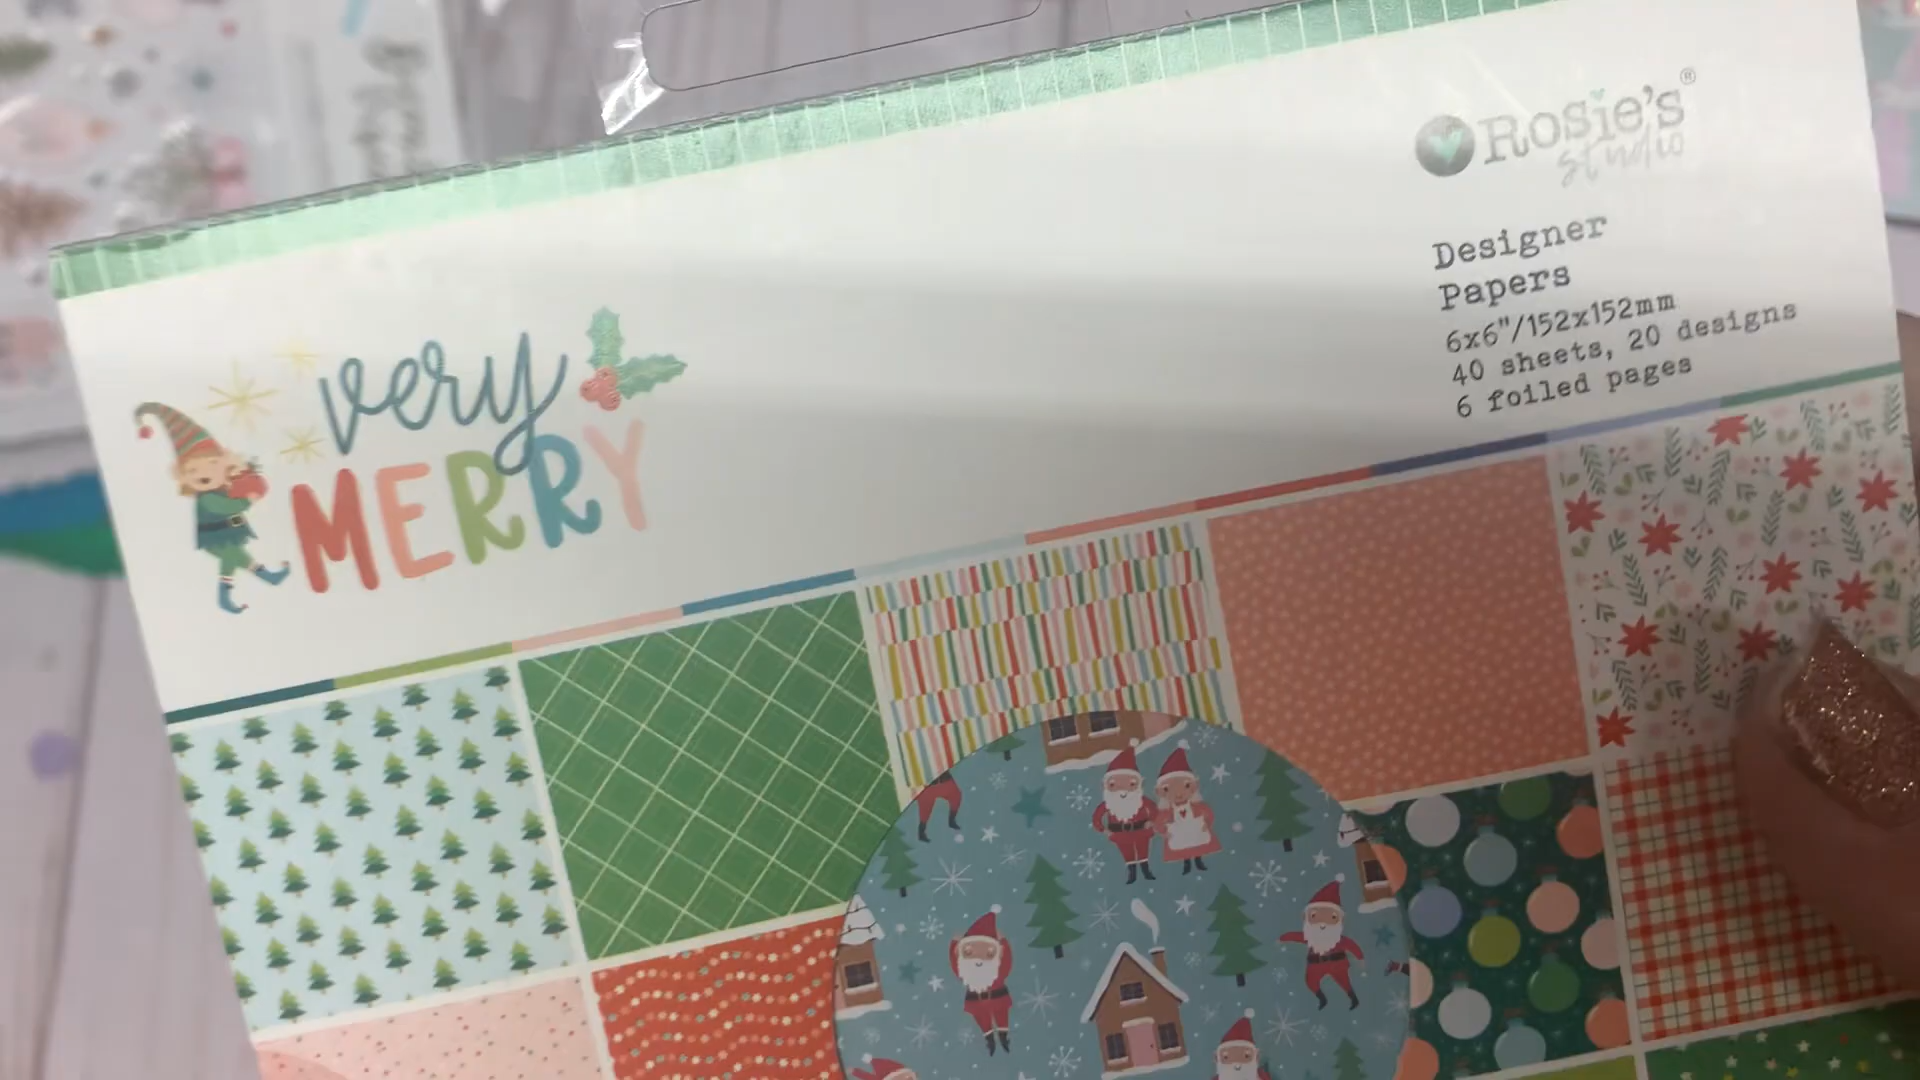 Rosie's®
studio
Designer
Papers
6x6"/152x152mm
40 sheets, 20 designs
6 foiled pages
very
MERRY